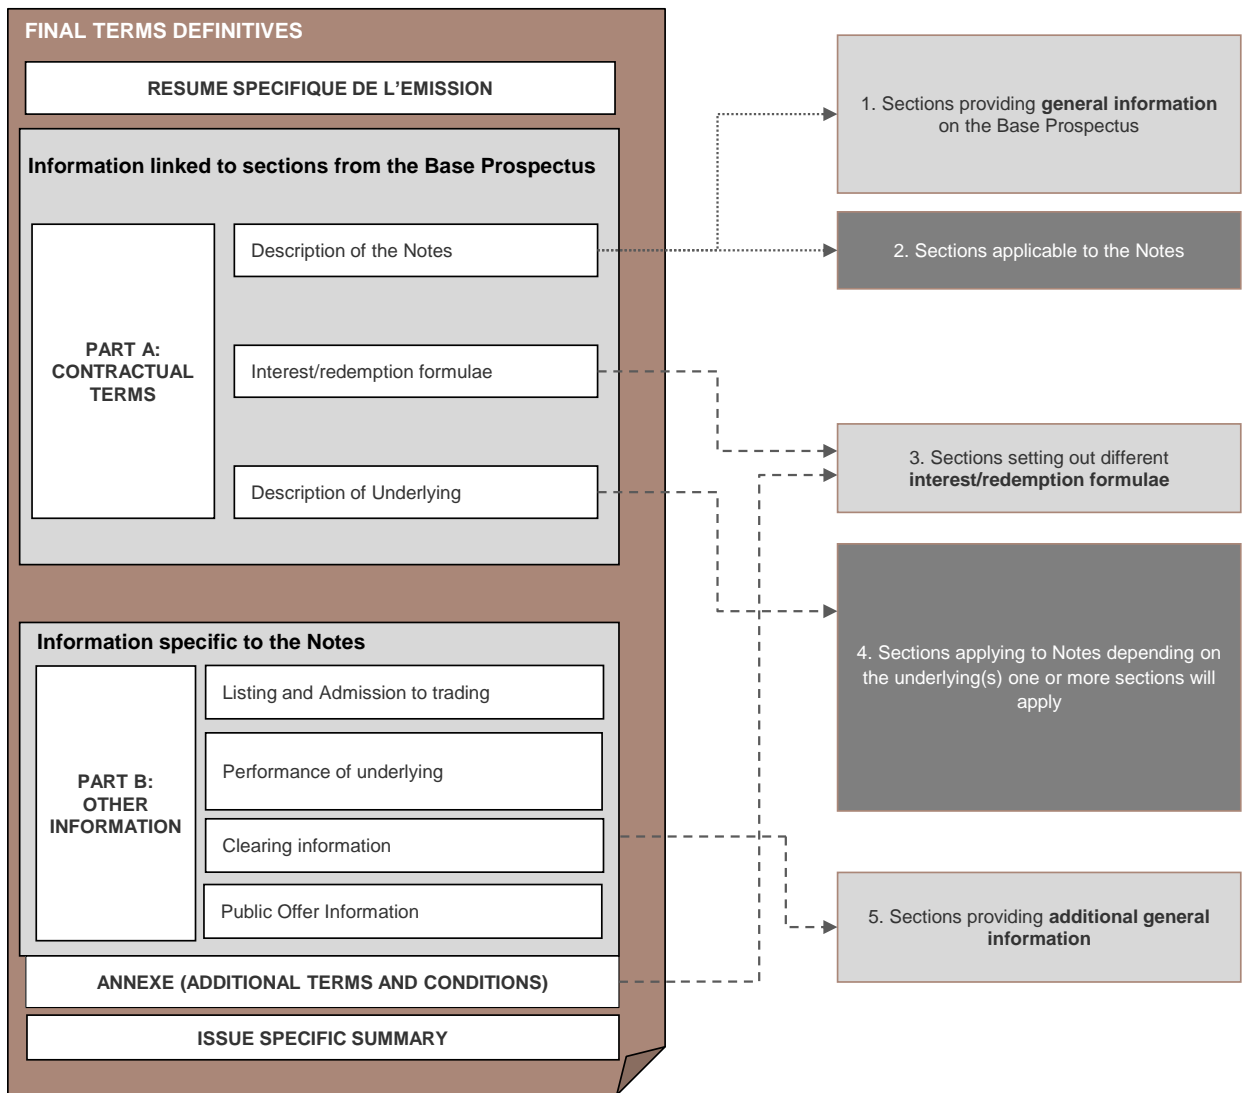 FINAL TERMS DEFINITIVES
RESUME SPECIFIQUE DE L’EMISSION
Information linked to sections from the Base Prospectus
PART A:
CONTRACTUAL
TERMS
Description of the Notes
Interest/redemption formulae
Description of Underlying
Information specific to the Notes
PART B:
OTHER
INFORMATION
Listing and Admission to trading
Performance of underlying
Clearing information
Public Offer Information
ANNEXE (ADDITIONAL TERMS AND CONDITIONS)
ISSUE SPECIFIC SUMMARY
1. Sections providing general information
on the Base Prospectus
2. Sections applicable to the Notes
3. Sections setting out different
interest/redemption formulae
4. Sections applying to Notes depending on
the underlying(s) one or more sections will
apply
5. Sections providing additional general
information